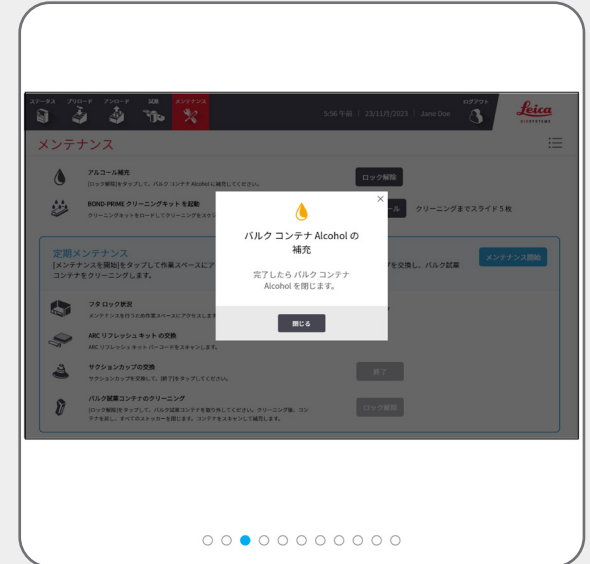 ステータス プリロード アンロード 試薬 メンテナンス
5:56 午前 | 23/11月/2023 | Jane Doe
ログアウト
Leica
BIOSYSTEMS
メンテナンス
アルコール補充
[ロック解除]をタップして、バルク コンテナ Alcohol に補充してください。
ロック解除
BOND-PRIME クリーニングキット を起動
クリーニングキットをロードしてクリーニングをスケ
ール
クリーニングまでスライド 5 枚
バルク コンテナ Alcohol の
補充
完了したら バルク コンテナ
Alcohol を閉じます。
閉じる
定期メンテナンス
[メンテナンスを開始]をタップして作業スペースにア
プを交換し、バルク試薬
コンテナをクリーニングします。
メンテナンス開始
フタ ロック状況
メンテナンスを行うため作業スペースにアクセスします
ARC リフレッシュ キット の交換
ARC リフレッシュ キット バーコードをスキャンします。
サクションカップの交換
サクションカップを交換して、[終了]をタップしてください。
終了
バルク試薬コンテナのクリーニング
[ロック解除]をタップして、バルク試薬コンテナを取り外してください。クリーニング後、コン
テナを戻し、すべてのストッカーを閉じます。コンテナをスキャンして補充します。
ロック解除